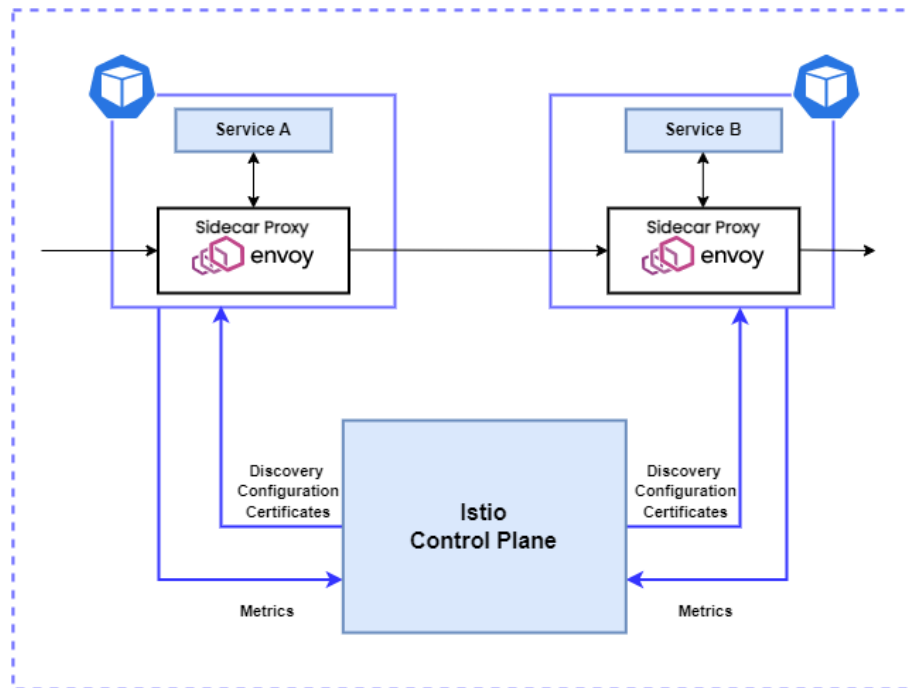 Service A
Service B
Sidecar Proxy
envoy
Sidecar Proxy
envoy
Discovery
Configuration
Certificates
Istio
Control Plane
Discovery
Configuration
Certificates
Metrics
Metrics